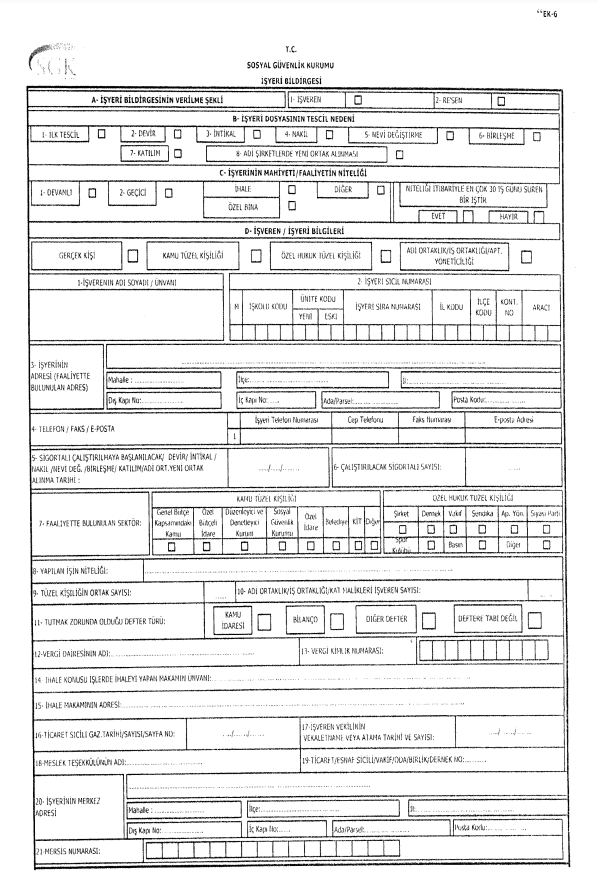 “EK-6
SGK
T.C.
SOSYAL GÜVENLİK KURUMU
İŞYERİ BİLDİRGESİ
A- İŞYERİ BİLDİRGESİNİN VERİLME ŞEKLİ 1- İŞVEREN 2- RE'SEN
B- İŞYERİ DOSYASININ TESCİL NEDENİ
1- İLK TESCİL 2- DEVİR 3- İNTİKAL 4- NAKİL 5- NEVİ DEĞİŞTİRME 6- BİRLEŞME
7- KATILIM 8- ADİ ŞİRKETLERDE YENİ ORTAK ALINMASI
C- İŞYERİNİN MAHİYETİ/FAALİYETİN NİTELİĞİ
1- DEVAMLI 2- GEÇİCİ İHALE DİĞER NİTELİĞİ İTİBARİYLE EN ÇOK 30 İŞ GÜNÜ SÜREN
BİR İŞTİR
ÖZEL BİNA EVET HAYIR
D- İŞVEREN / İŞYERİ BİLGİLERİ
GERÇEK KİŞİ KAMU TÜZEL KİŞİLİĞİ ÖZEL HUKUK TÜZEL KİŞİLİĞİ ADİ ORTAKLIK/İŞ ORTAKLIĞI/APT.
YÖNETİCİLİĞİ
1-İŞVERENİN ADI SOYADI / ÜNVANI 2- İŞYERİ SİCİL NUMARASI
M İŞKOLU KODU ÜNİTE KODU İŞYERİ SIRA NUMARASI İL KODU İLÇE KODU KONT. NO ARACI
YENİ ESKİ
3- İŞYERİNİN
ADRESİ (FAALİYETTE
BULUNULAN ADRES)
Mahalle : İlçe: İl:
Dış Kapı No: İç Kapı No: Ada/Parsel: Posta Kodu:
4- TELEFON / FAKS / E-POSTA İşyeri Telefon Numarası Cep Telefonu Faks Numarası E-posta Adresi
1
5- SİGORTALI ÇALIŞTIRILMAYA BAŞLANILACAK/ DEVİR/ İNTİKAL /
NAKİL /NEVİ DEĞ. /BİRLEŞME/ KATILIM/ADİ ORT.YENİ ORTAK
ALINMA TARİHİ : ..../..../...... 6- ÇALIŞTIRILACAK SİGORTALI SAYISI:
7- FAALİYETTE BULUNULAN SEKTÖR: KAMU TÜZEL KİŞİLİĞİ ÖZEL HUKUK TÜZEL KİŞİLİĞİ
Genel Bütçe Kapsamındaki Kamu Özel Bütçeli İdare Düzenleyici ve Denetleyici Kurum Sosyal Güvenlik Kurumu Özel İdare Belediye KİT Diğer Şirket Dernek Vakıf Sendika Ap. Yön. Siyasi Parti
Spor Kulübü Basın Diğer
8- YAPILAN İŞİN NİTELİĞİ:
9- TÜZEL KİŞİLİĞİN ORTAK SAYISI: 10- ADİ ORTAKLIK/İŞ ORTAKLIĞI/KAT MALİKLERİ İŞVEREN SAYISI:
11- TUTMAK ZORUNDA OLDUĞU DEFTER TÜRÜ: KAMU İDARESİ BİLANÇO DİĞER DEFTER DEFTERE TABİ DEĞİL
12-VERGİ DAİRESİNİN ADI: 13- VERGİ KİMLİK NUMARASI:
14- İHALE KONUSU İŞLERDE İHALEYİ YAPAN MAKAMIN ÜNVANI:
15- İHALE MAKAMININ ADRESİ:
16-TİCARET SİCİLİ GAZ.TARİHİ/SAYISI/SAYFA NO: ..../..../...... 17-İŞVEREN VEKİLİNİN
VEKALETNAME VEYA ATAMA TARİHİ VE SAYISI: ..../..../......
18-MESLEK TEŞEKKÜLÜNÜN ADI: 19-TİCARET/ESNAF SİCİLİ/VAKIF/ODA/BİRLİK/DERNEK NO:
20- İŞYERİNİN MERKEZ
ADRESİ
Mahalle : İlçe: İl:
Dış Kapı No: İç Kapı No: Ada/Parsel: Posta Kodu:
21-MERSİS NUMARASI: